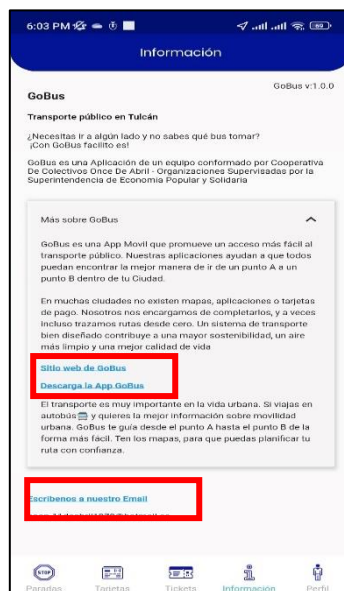 6:03 PM
Información
GoBus v:1.0.0
GoBus
Transporte público en Tulcán
¿Necesitas ir a algún lado y no sabes qué bus tomar?
¡Con GoBus facilito es!
GoBus es una Aplicación de un equipo conformado por Cooperativa
De Colectivos Once De Abril - Organizaciones Supervisadas por la
Superintendencia de Economia Popular y Solidaria
Más sobre GoBus
GoBus es una App Movil que promueve un acceso más fácil al
transporte público. Nuestras aplicaciones ayudan a que todos
puedan encontrar la mejor manera de ir de un punto A a un
punto B dentro de tu Ciudad.
En muchas ciudades no existen mapas, aplicaciones o tarjetas
de pago. Nosotros nos encargamos de completarlos, y a veces
incluso trazamos rutas desde cero. Un sistema de transporte
bien diseñado contribuye a una mayor sostenibilidad, un aire
más limpio y una mejor calidad de vida
Sitio web de GoBus
Descarga la App GoBus
El transporte es muy importante en la vida urbana. Si viajas en
autobús y quieres la mejor información sobre movilidad
urbana. GoBus te guía desde el punto A hasta el punto B de la
forma más fácil. Ten los mapas, para que puedas planificar tu
ruta con confianza.
Escribenos a nuestro Email
STOP
Paradas Tarjetas Tickets Información Perfil